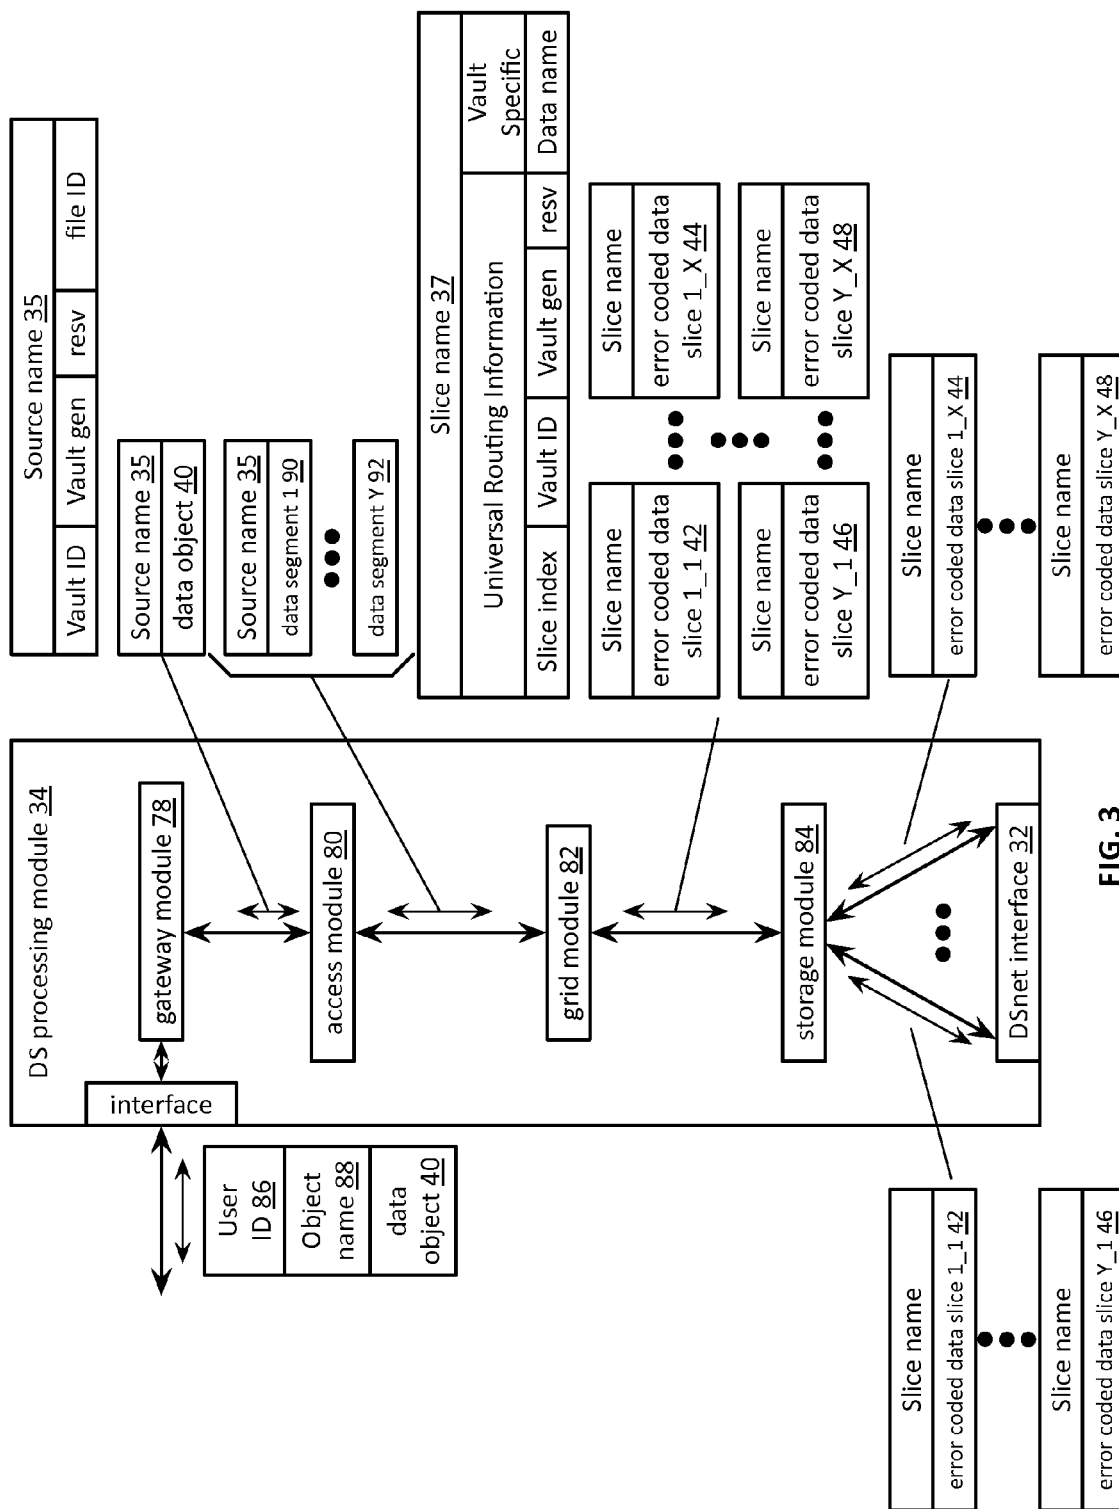 DS processing module 34
interface
gateway module 78
access module 80
grid module 82
storage module 84
DSnet interface 32
User
ID 86
Object
name 88
data
object 40
Source name 35
Vault ID
Vault gen
resv
file ID
Source name 35
data object 40
Source name 35
data segment 1 90
data segment Y 92
Slice name 37
Universal Routing Information
Vault
Specific
Slice index
Vault ID
Vault gen
resv
Data name
Slice name
error coded data
slice 1_1 42
Slice name
error coded data
slice 1_X 44
Slice name
error coded data
slice Y_1 46
Slice name
error coded data
slice Y_X 48
Slice name
error coded data slice 1_1 42
Slice name
error coded data slice Y_1 46
Slice name
error coded data slice 1_X 44
Slice name
error coded data slice Y_X 48
FIG. 3